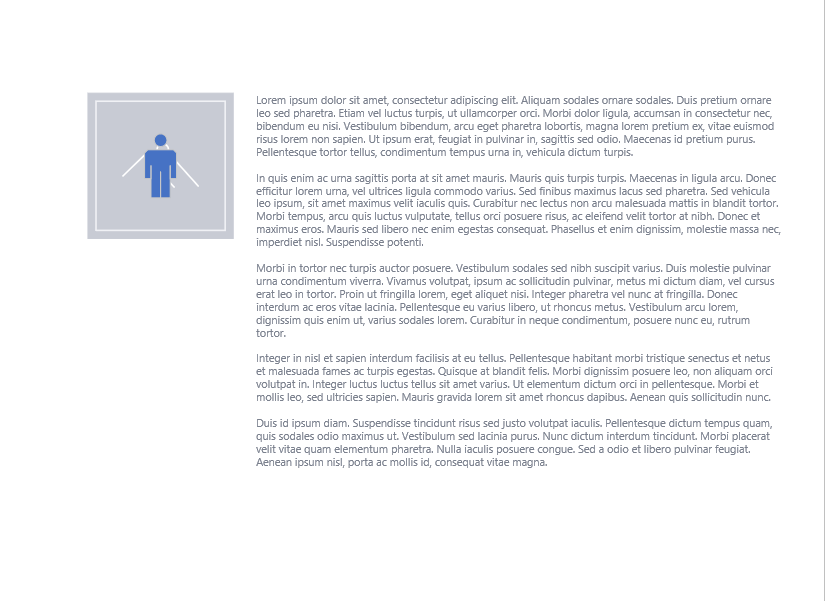 Lorem ipsum dolor sit amet, consectetur adipiscing elit. Aliquam sodales ornare sodales. Duis pretium ornare
leo sed pharetra. Etiam vel luctus turpis, ut ullamcorper orci. Morbi dolor ligula, accumsan in consectetur nec,
bibendum eu nisi. Vestibulum bibendum, arcu eget pharetra lobortis, magna lorem pretium ex, vitae euismod
risus lorem non sapien. Ut ipsum erat, feugiat in pulvinar in, sagittis sed odio. Maecenas id pretium purus.
Pellentesque tortor tellus, condimentum tempus urna in, vehicula dictum turpis.
In quis enim ac urna sagittis porta at sit amet mauris. Mauris quis turpis turpis. Maecenas in ligula arcu. Donec
efficitur lorem urna, vel ultrices ligula commodo varius. Sed finibus maximus lacus sed pharetra. Sed vehicula
leo ipsum, sit amet maximus velit iaculis quis. Curabitur nec lectus non arcu malesuada mattis in blandit tortor.
Morbi tempus, arcu quis luctus vulputate, tellus orci posuere risus, ac eleifend velit tortor at nibh. Donec et
maximus eros. Mauris sed libero nec enim egestas consequat. Phasellus et enim dignissim, molestie massa nec,
imperdiet nisl. Suspendisse potenti.
Morbi in tortor nec turpis auctor posuere. Vestibulum sodales sed nibh suscipit varius. Duis molestie pulvinar
urna condimentum viverra. Vivamus volutpat, ipsum ac sollicitudin pulvinar, metus mi dictum diam, vel cursus
erat leo in tortor. Proin ut fringilla lorem, eget aliquet nisi. Integer pharetra vel nunc at fringilla. Donec
interdum ac eros vitae lacinia. Pellentesque eu varius libero, ut rhoncus metus. Vestibulum arcu lorem,
dignissim quis enim ut, varius sodales lorem. Curabitur in neque condimentum, posuere nunc eu, rutrum
tortor.
Integer in nisl et sapien interdum facilisis at eu tellus. Pellentesque habitant morbi tristique senectus et netus
et malesuada fames ac turpis egestas. Quisque at blandit felis. Morbi dignissim posuere leo, non aliquam orci
volutpat in. Integer luctus luctus tellus sit amet varius. Ut elementum dictum orci in pellentesque. Morbi et
mollis leo, sed ultricies sapien. Mauris gravida lorem sit amet rhoncus dapibus. Aenean quis sollicitudin nunc.
Duis id ipsum diam. Suspendisse tincidunt risus sed justo volutpat iaculis. Pellentesque dictum tempus quam,
quis sodales odio maximus ut. Vestibulum sed lacinia purus. Nunc dictum interdum tincidunt. Morbi placerat
velit vitae quam elementum pharetra. Nulla iaculis posuere congue. Sed a odio et libero pulvinar feugiat.
Aenean ipsum nisl, porta ac mollis id, consequat vitae magna.